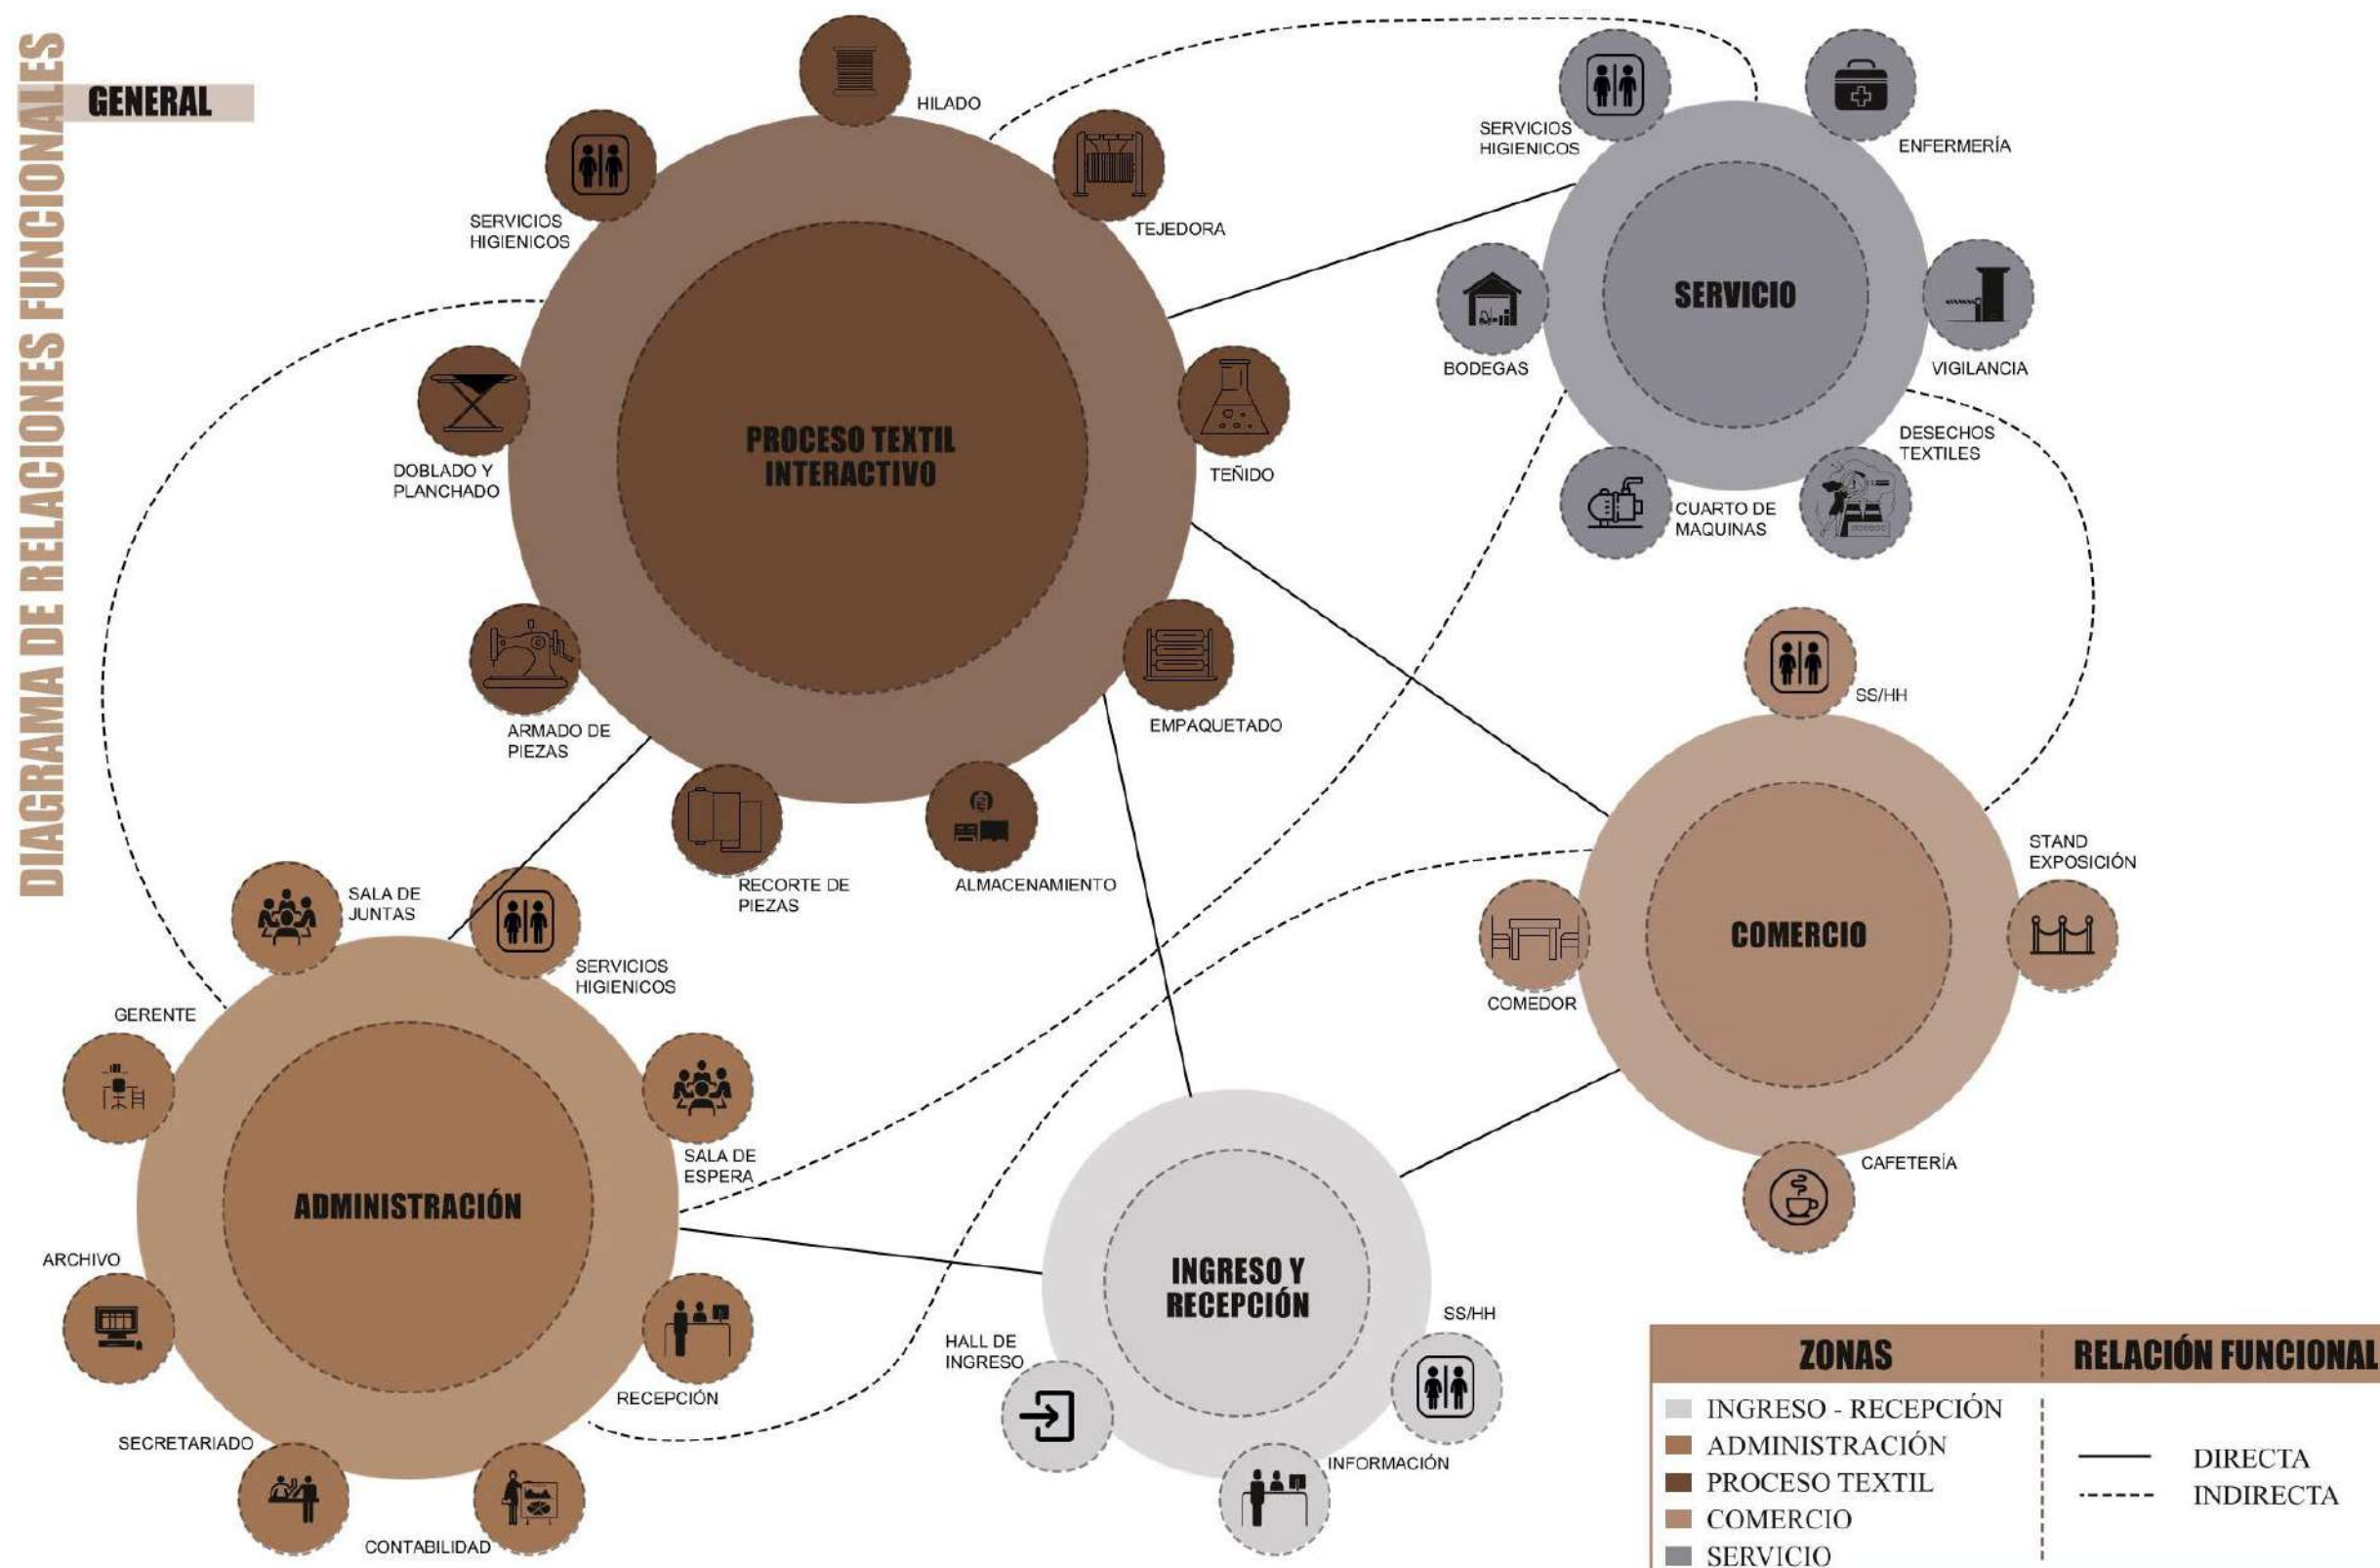 DIAGRAMA DE RELACIONES FUNCIONALES
GENERAL
HILADO
SERVICIOS
HIGIENICOS
TEJEDORA
PROCESO TEXTIL
INTERACTIVO
TEÑIDO
DOBLADO Y
PLANCHADO
EMPAQUETADO
ARMADO DE
PIEZAS
RECORTE DE
PIEZAS
ALMACENAMIENTO
SERVICIOS
HIGIENICOS
ENFERMERÍA
SERVICIO
BODEGAS
VIGILANCIA
DESECHOS
TEXTILES
CUARTO DE
MAQUINAS
SS/HH
STAND
EXPOSICIÓN
COMERCIO
COMEDOR
CAFETERÍA
SALA DE
JUNTAS
SERVICIOS
HIGIENICOS
GERENTE
SALA DE
ESPERA
ADMINISTRACIÓN
ARCHIVO
RECEPCIÓN
SECRETARIADO
CONTABILIDAD
INGRESO Y
RECEPCIÓN
HALL DE
INGRESO
SS/HH
INFORMACIÓN
ZONAS
INGRESO - RECEPCIÓN
ADMINISTRACIÓN
PROCESO TEXTIL
COMERCIO
SERVICIO
RELACIÓN FUNCIONAL
DIRECTA
INDIRECTA